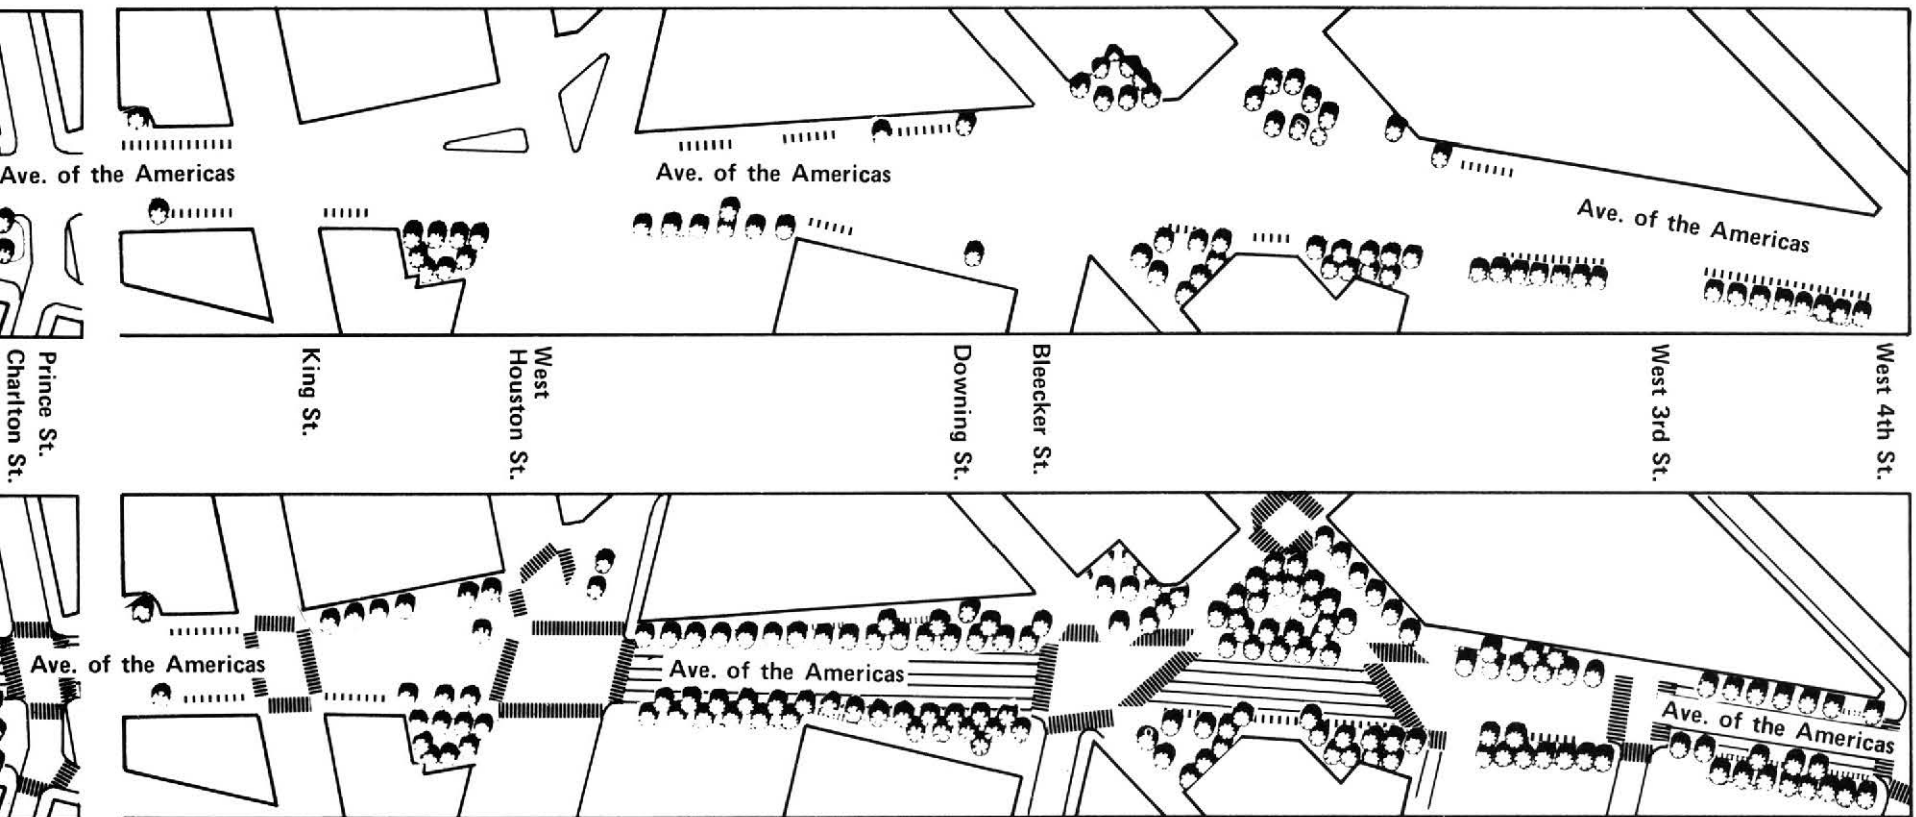 Ave. of the Americas
Ave. of the Americas
Ave. of the Americas
Prince St.
Charlton St.
King St.
West
Houston St.
Downing St.
Bleecker St.
West 3rd St.
West 4th St.
Ave. of the Americas
Ave. of the Americas
Ave. of the Americas